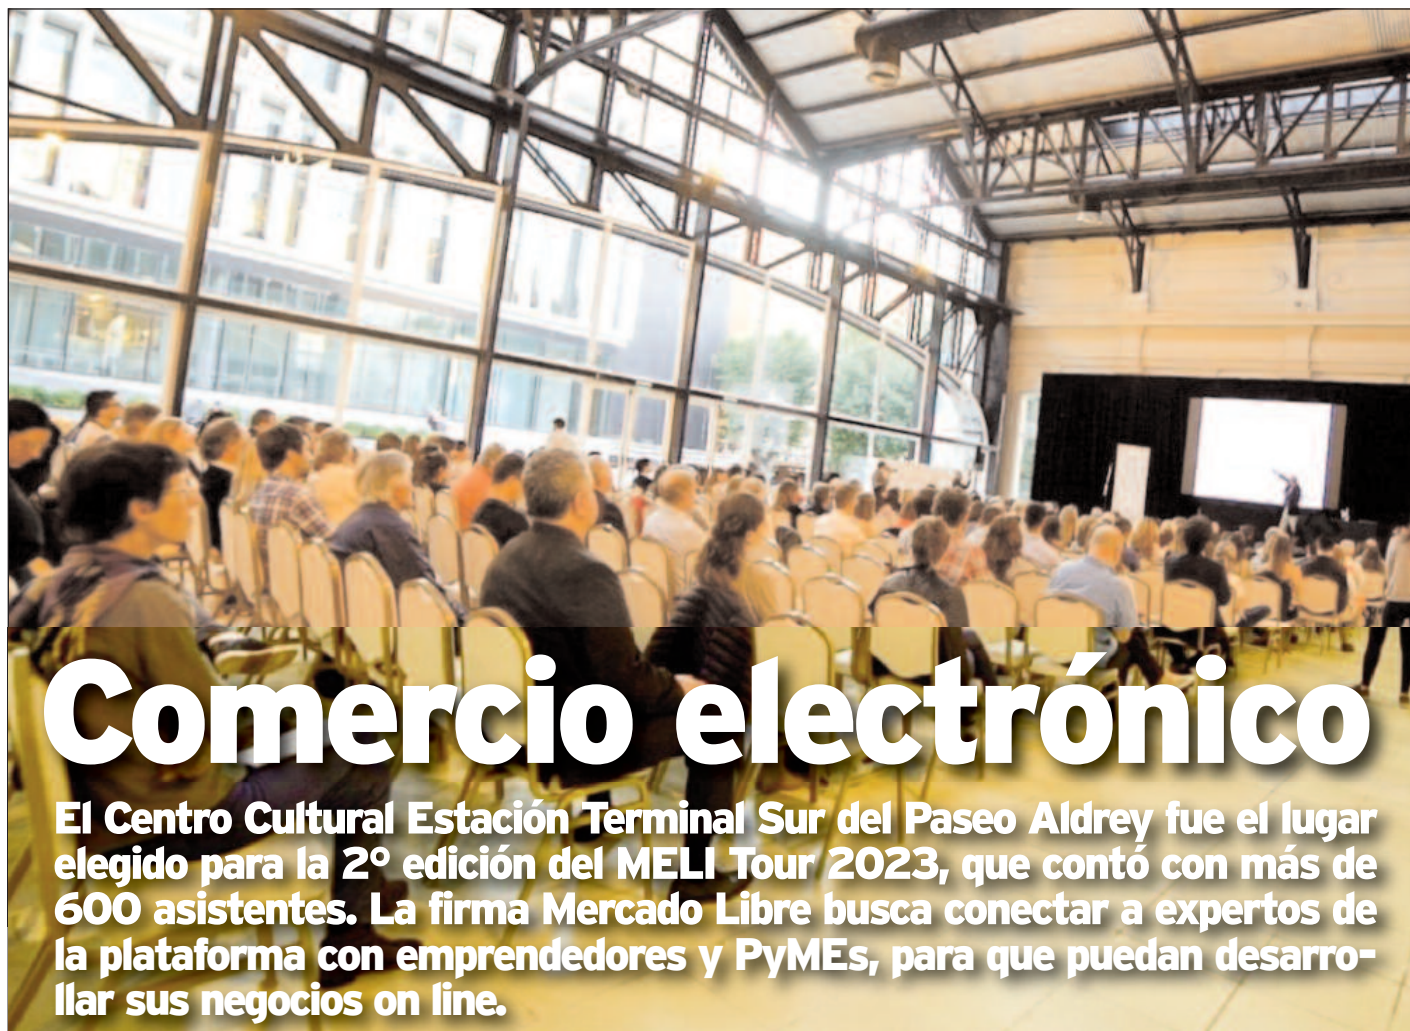 Comercio electrónico
El Centro Cultural Estación Terminal Sur del Paseo Aldrey fue el lugar
elegido para la 2º edición del MELI Tour 2023, que contó con más de
600 asistentes. La firma Mercado Libre busca conectar a expertos de
la plataforma con emprendedores y PyMEs, para que puedan desarro-
llar sus negocios on line.